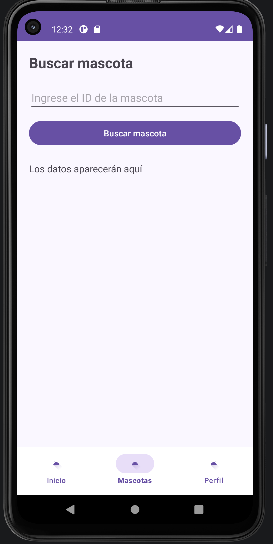 12:32
Buscar mascota
Ingrese el ID de la mascota
Buscar mascota
Los datos aparecerán aquí
Inicio
Mascotas
Perfil